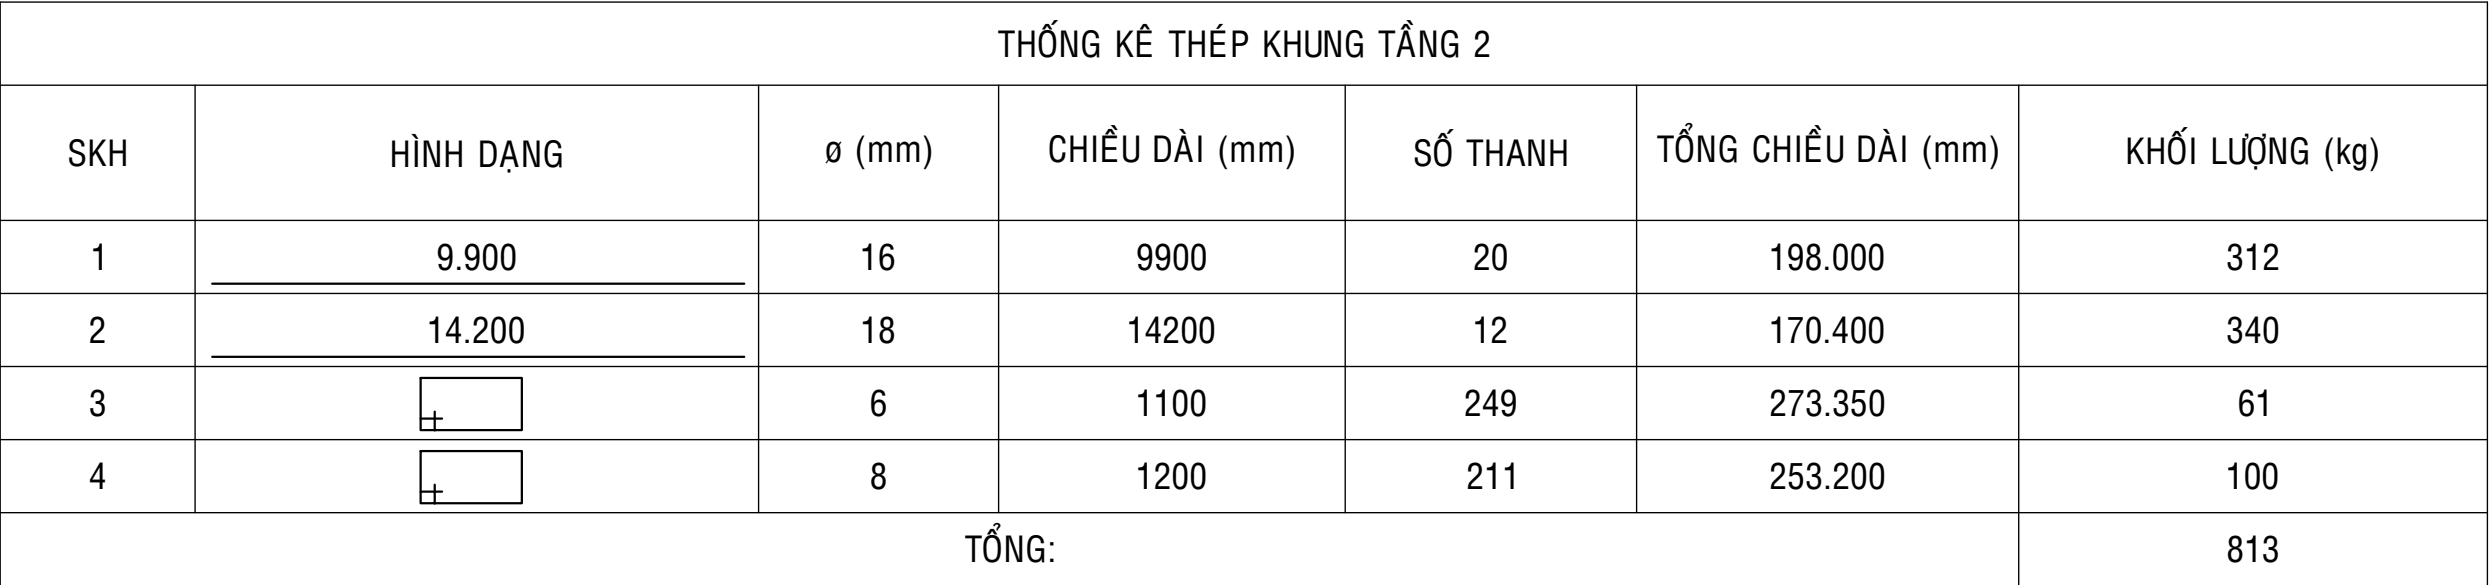 THỐNG KÊ THÉP KHUNG TẦNG 2
SKH HÌNH DẠNG ø (mm) CHIỀU DÀI (mm) SỐ THANH TỔNG CHIỀU DÀI (mm) KHỐI LƯỢNG (kg)
1 9.900 16 9900 20 198.000 312
2 14.200 18 14200 12 170.400 340
3 6 1100 249 273.350 61
4 8 1200 211 253.200 100
TỔNG: 813